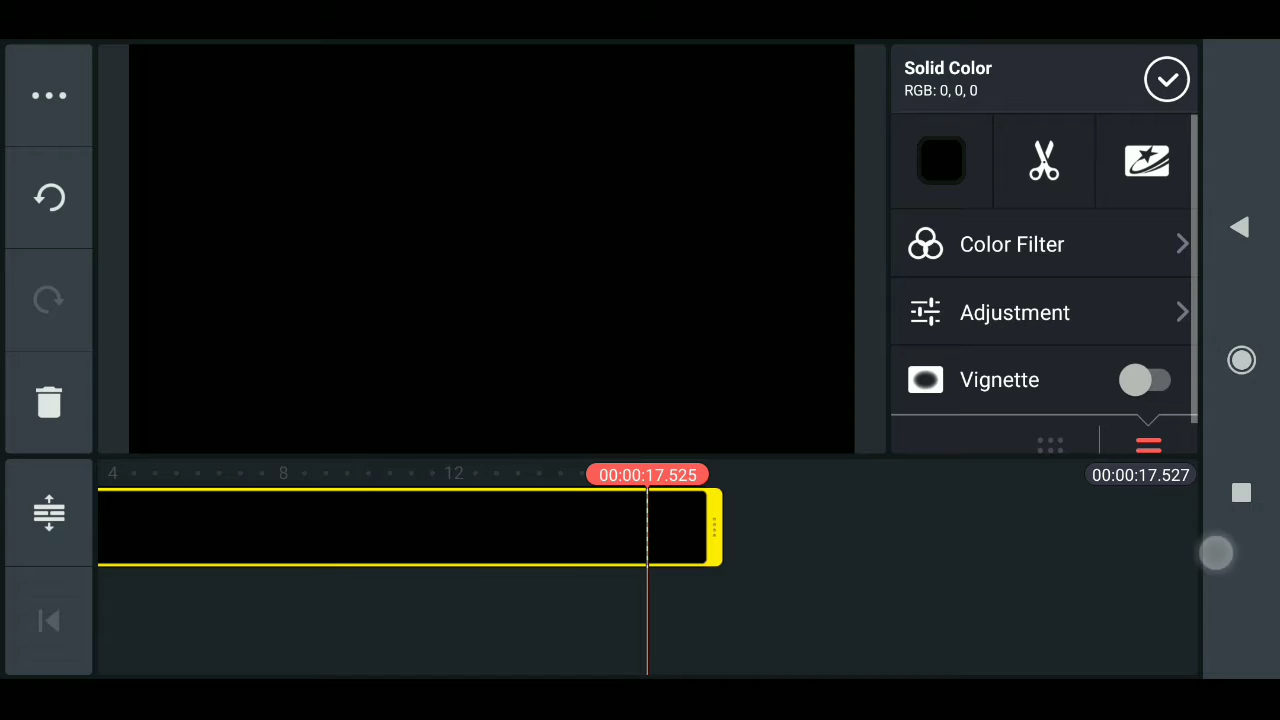 Solid Color
RGB: 0, 0, 0
Color Filter
Adjustment
Vignette
4
8
12
00:00:17.525
00:00:17.527